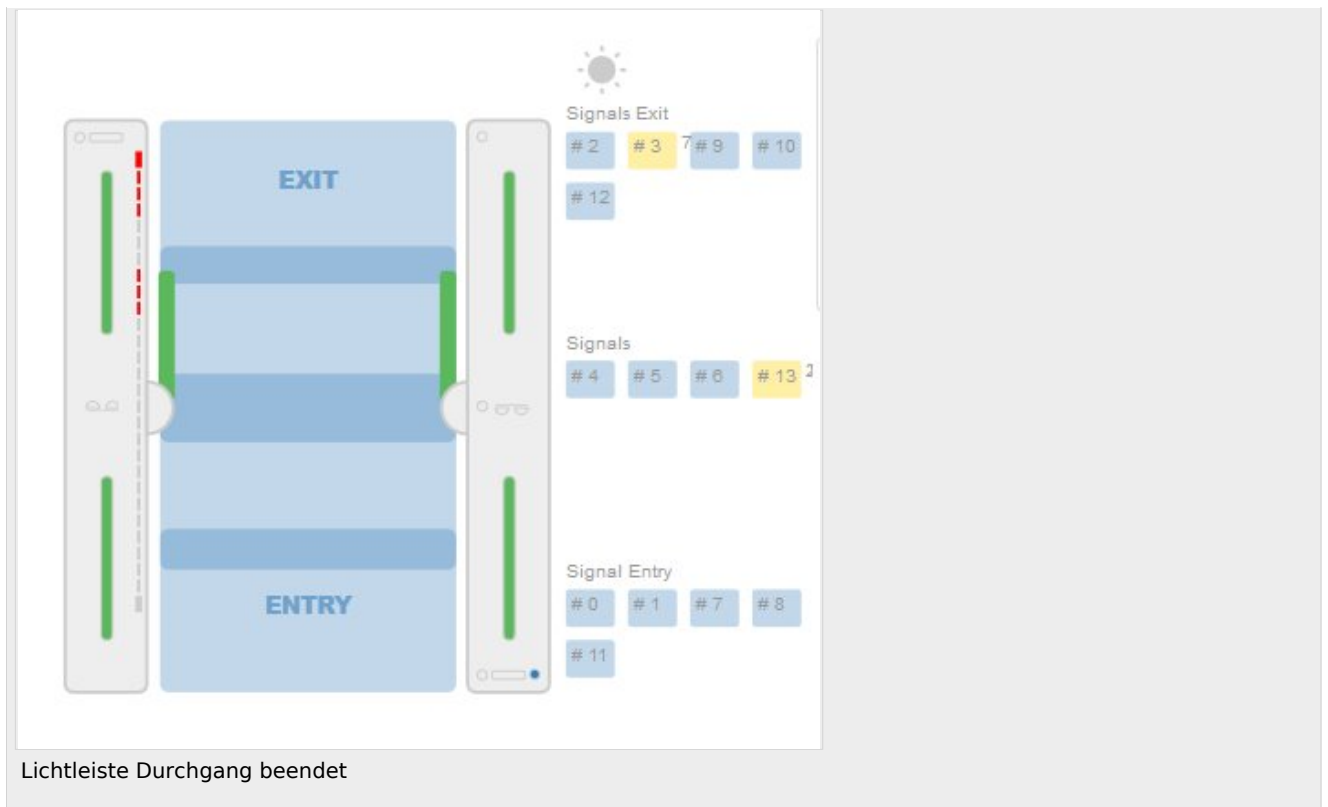 Signals Exit
# 2 # 3 7 # 9 # 10
EXIT
# 12
Signals
# 4 # 5 # 6 # 13
Signal Entry
# 0 # 1 # 7 # 8
ENTRY
# 11
Lichtleiste Durchgang beendet